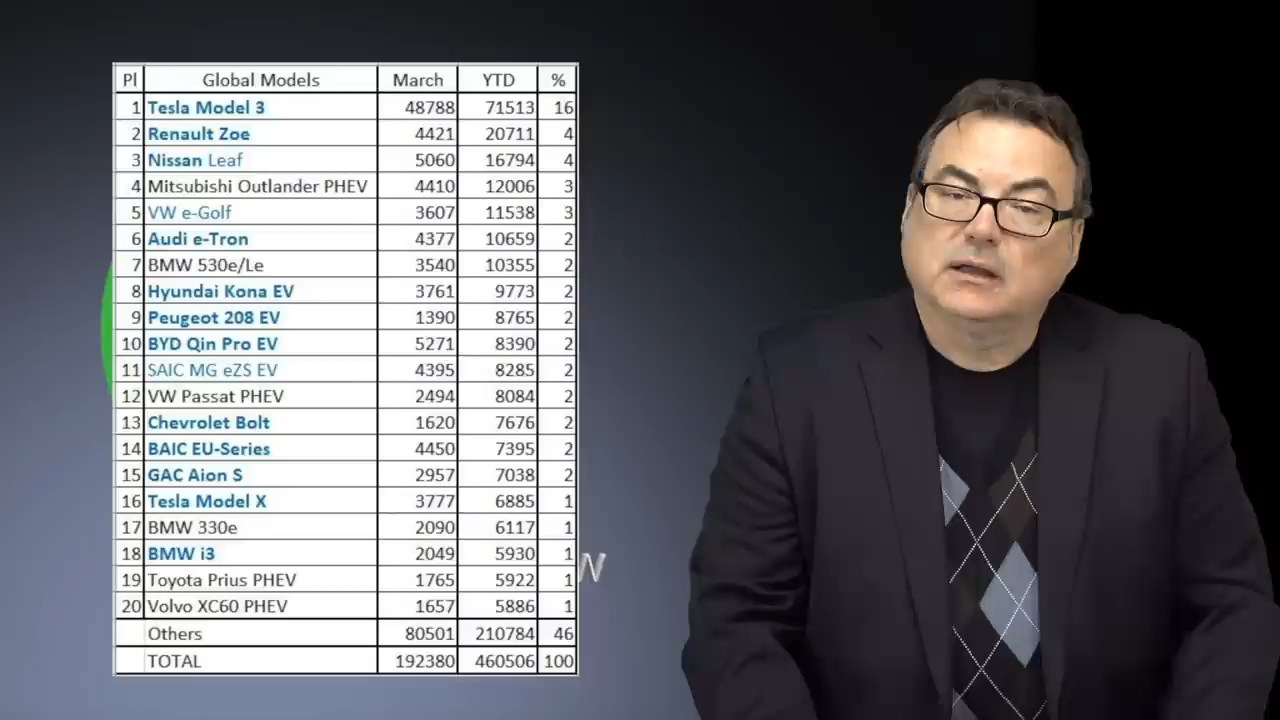 Pl Global Models March YTD %
1 Tesla Model 3 48788 71513 16
2 Renault Zoe 4421 20711 4
3 Nissan Leaf 5060 16794 4
4 Mitsubishi Outlander PHEV 4410 12006 3
5 VW e-Golf 3607 11538 3
6 Audi e-Tron 4377 10659 2
7 BMW 530e/Le 3540 10355 2
8 Hyundai Kona EV 3761 9773 2
9 Peugeot 208 EV 1390 8765 2
10 BYD Qin Pro EV 5271 8390 2
11 SAIC MG eZS EV 4395 8285 2
12 VW Passat PHEV 2494 8084 2
13 Chevrolet Bolt 1620 7676 2
14 BAIC EU-Series 4450 7395 2
15 GAC Aion S 2957 7038 2
16 Tesla Model X 3777 6885 1
17 BMW 330e 2090 6117 1
18 BMW i3 2049 5930 1
19 Toyota Prius PHEV 1765 5922 1
20 Volvo XC60 PHEV 1657 5886 1
Others 80501 210784 46
TOTAL 192380 460506 100